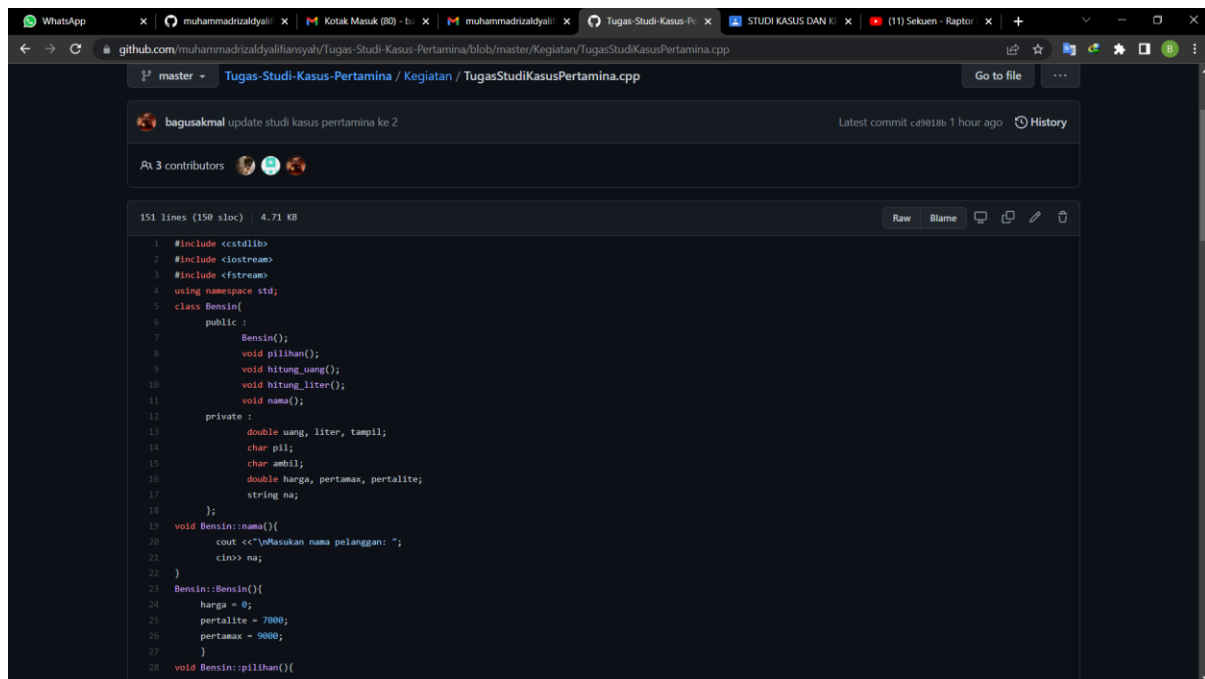 WhatsApp muhammadrizaldyalif Kotak Masuk (80) - ba muhammadrizaldyalif Tugas-Studi-Kasus-Pe STUDI KASUS DAN KE (11) Sekuen - Raptor
github.com/muhammadrizaldyalifiansyah/Tugas-Studi-Kasus-Pertamina/blob/master/Kegiatan/TugasStudiKasusPertamina.cpp B
master Tugas-Studi-Kasus-Pertamina / Kegiatan / TugasStudiKasusPertamina.cpp Go to file ...
bagusakmal update studi kasus perrtamina ke 2 Latest commit cd9018b 1 hour ago History
3 contributors
151 lines (150 sloc) 4.71 KB Raw Blame
1 #include <cstdlib>
2 #include <iostream>
3 #include <fstream>
4 using namespace std;
5 class Bensin{
6 public :
7 Bensin();
8 void pilihan();
9 void hitung_uang();
10 void hitung_liter();
11 void nama();
12 private :
13 double uang, liter, tampil;
14 char pil;
15 char ambil;
16 double harga, pertamax, pertalite;
17 string na;
18 };
19 void Bensin::nama(){
20 cout <<"\nMasukan nama pelanggan: ";
21 cin>> na;
22 }
23 Bensin::Bensin(){
24 harga = 0;
25 pertalite = 7000;
26 pertamax = 9000;
27 }
28 void Bensin::pilihan(){